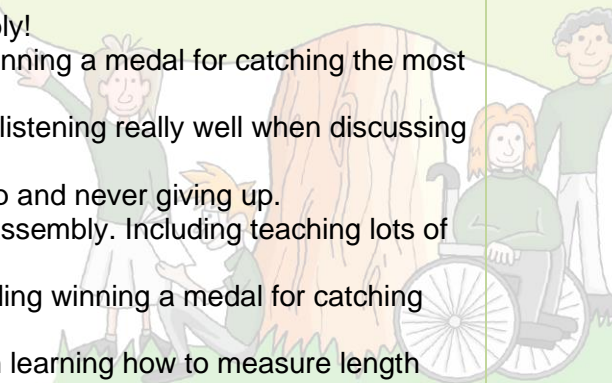 nning a medal for catching the most
listening really well when discussing
and never giving up.
ssembly. Including teaching lots of
ling winning a medal for catching
learning how to measure length